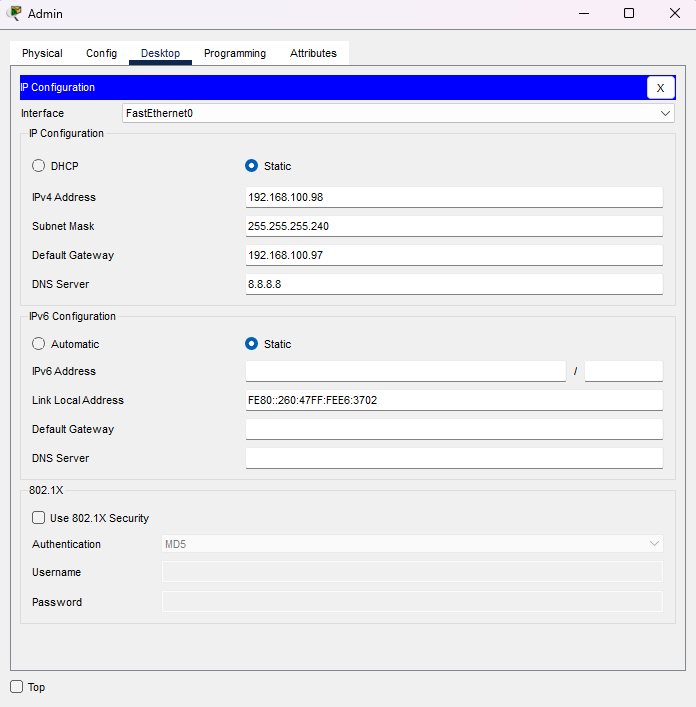 Admin
Physical Config Desktop Programming Attributes
IP Configuration X
Interface FastEthernet0
IP Configuration
DHCP Static
IPv4 Address 192.168.100.98
Subnet Mask 255.255.255.240
Default Gateway 192.168.100.97
DNS Server 8.8.8.8
IPv6 Configuration
Automatic Static
IPv6 Address /
Link Local Address FE80::260:47FF:FEE6:3702
Default Gateway
DNS Server
802.1X
Use 802.1X Security
Authentication MD5
Username
Password
Top